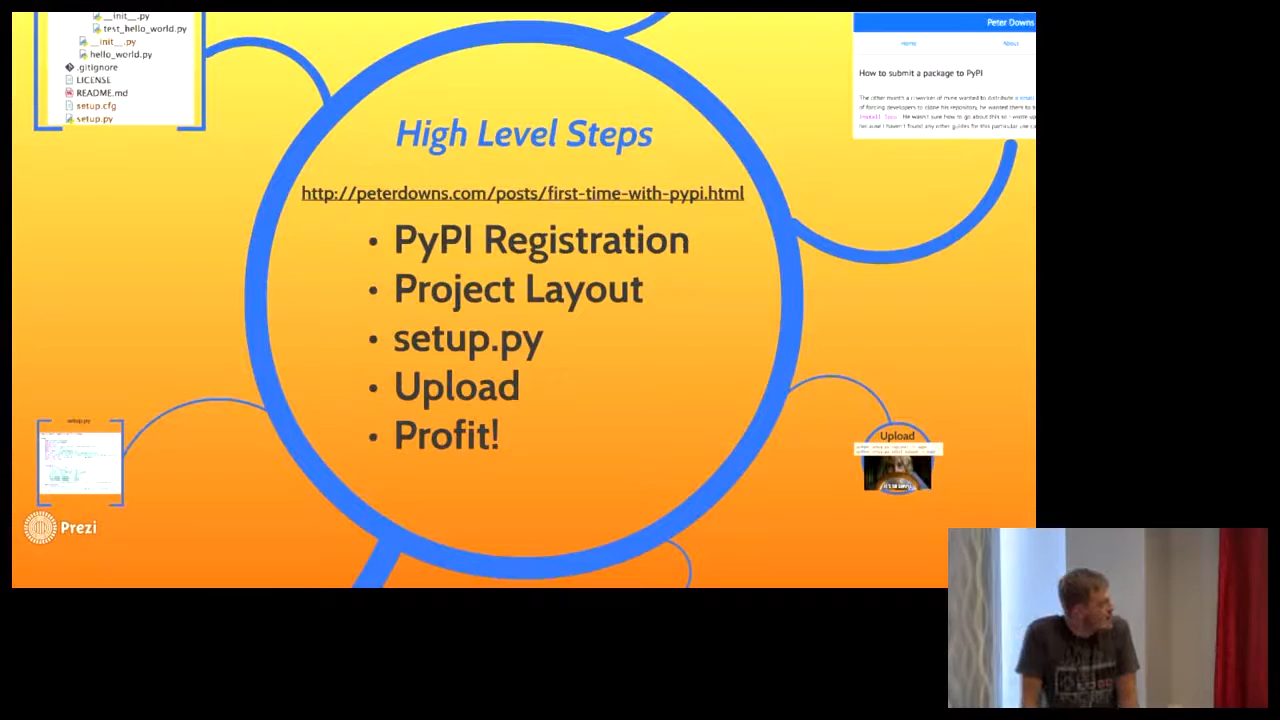 __init__.py
test_hello_world.py
__init__.py
hello_world.py
.gitignore
LICENSE
README.md
setup.cfg
setup.py
Peter Downs
Home
About
How to submit a package to PyPI
High Level Steps
http://peterdowns.com/posts/first-time-with-pypi.html
• PyPI Registration
• Project Layout
• setup.py
• Upload
• Profit!
setup.py
Upload
Prezi